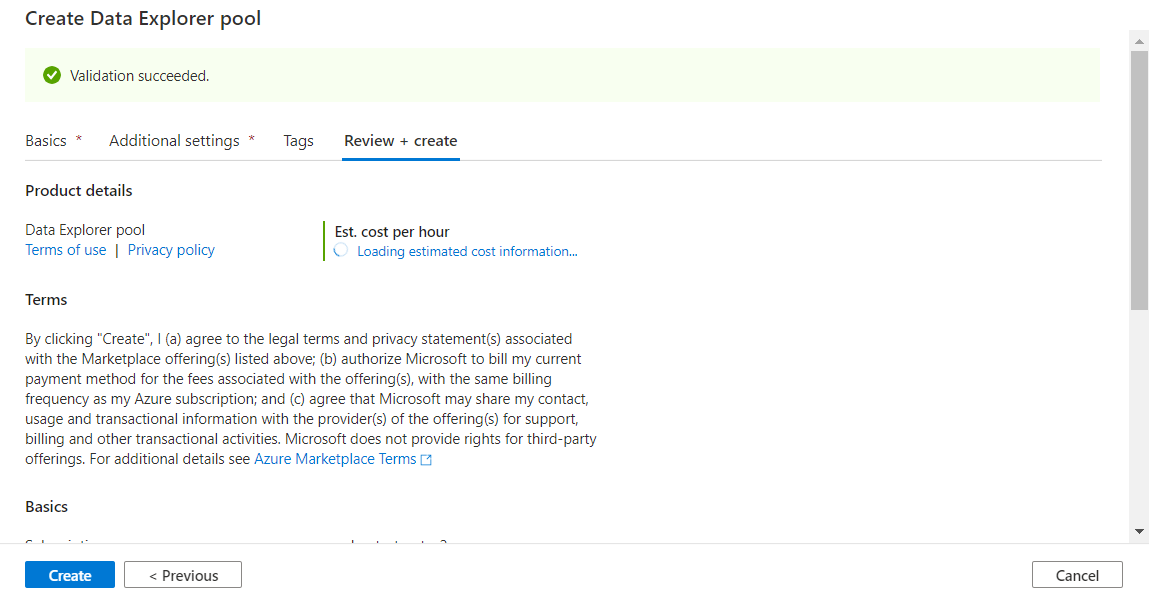 Create Data Explorer pool
Validation succeeded.
Basics * Additional settings * Tags Review + create
Product details
Data Explorer pool
Terms of use | Privacy policy
Est. cost per hour
Loading estimated cost information...
Terms
By clicking "Create", I (a) agree to the legal terms and privacy statement(s) associated
with the Marketplace offering(s) listed above; (b) authorize Microsoft to bill my current
payment method for the fees associated with the offering(s), with the same billing
frequency as my Azure subscription; and (c) agree that Microsoft may share my contact,
usage and transactional information with the provider(s) of the offering(s) for support,
billing and other transactional activities. Microsoft does not provide rights for third-party
offerings. For additional details see Azure Marketplace Terms
Basics
Create < Previous Cancel